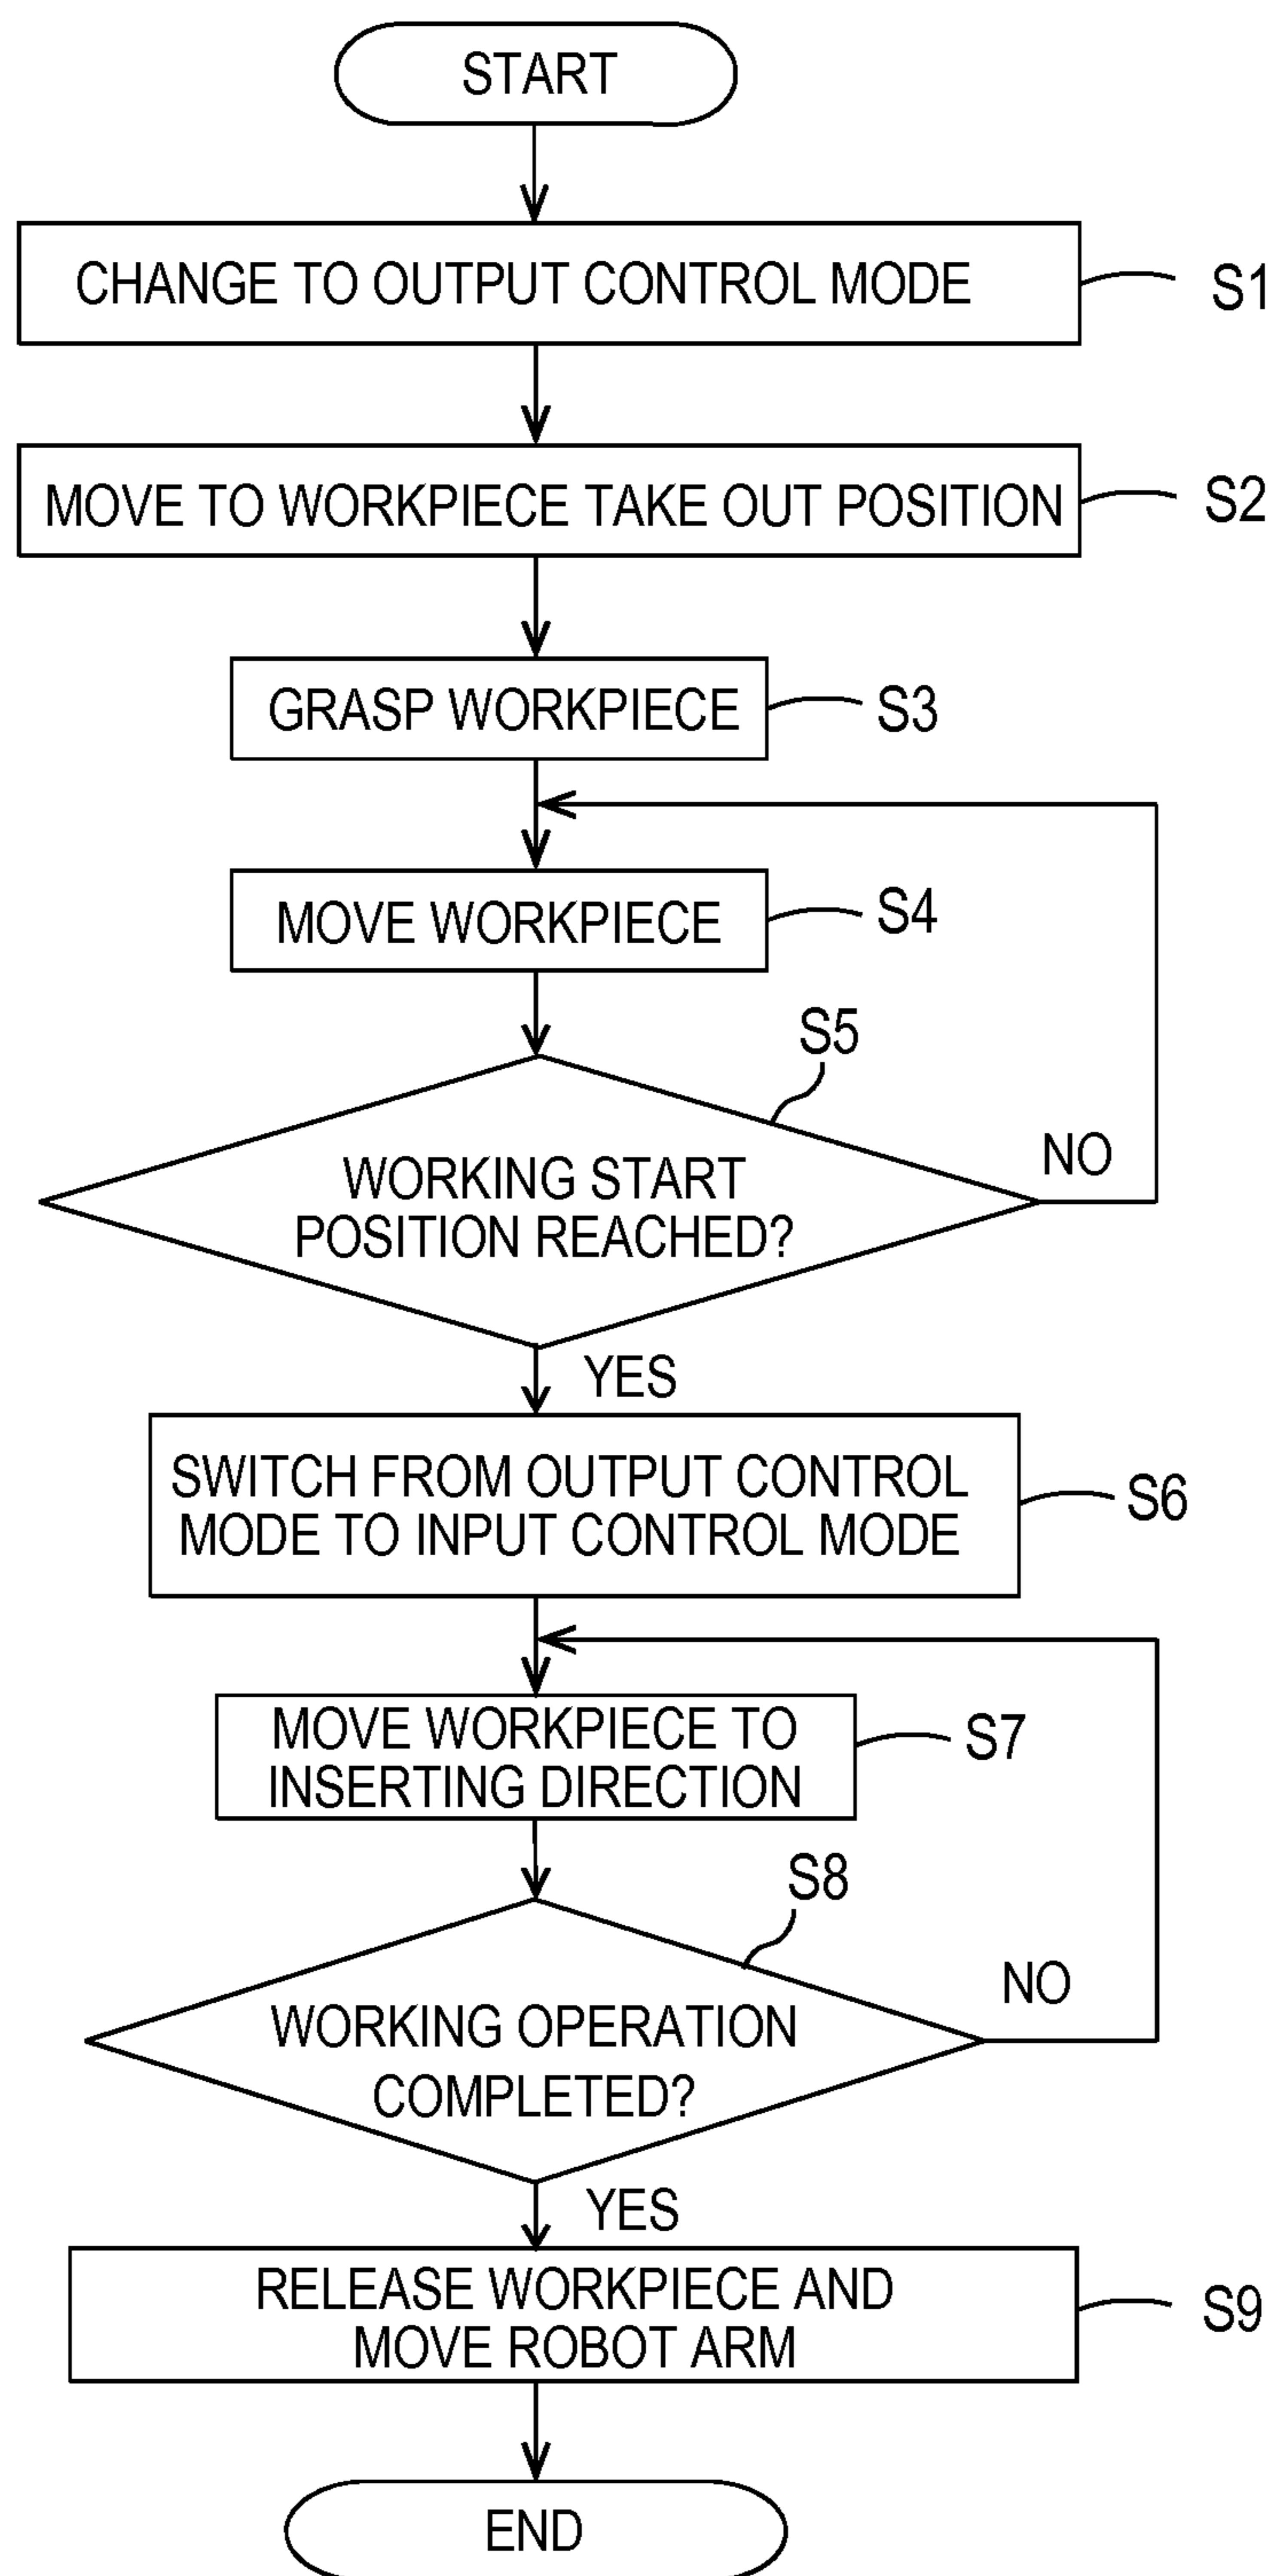 START
CHANGE TO OUTPUT CONTROL MODE
S1
MOVE TO WORKPIECE TAKE OUT POSITION
S2
GRASP WORKPIECE
S3
MOVE WORKPIECE
S4
S5
WORKING START
POSITION REACHED?
NO
YES
SWITCH FROM OUTPUT CONTROL
MODE TO INPUT CONTROL MODE
S6
MOVE WORKPIECE TO
INSERTING DIRECTION
S7
S8
WORKING OPERATION
COMPLETED?
NO
YES
RELEASE WORKPIECE AND
MOVE ROBOT ARM
S9
END